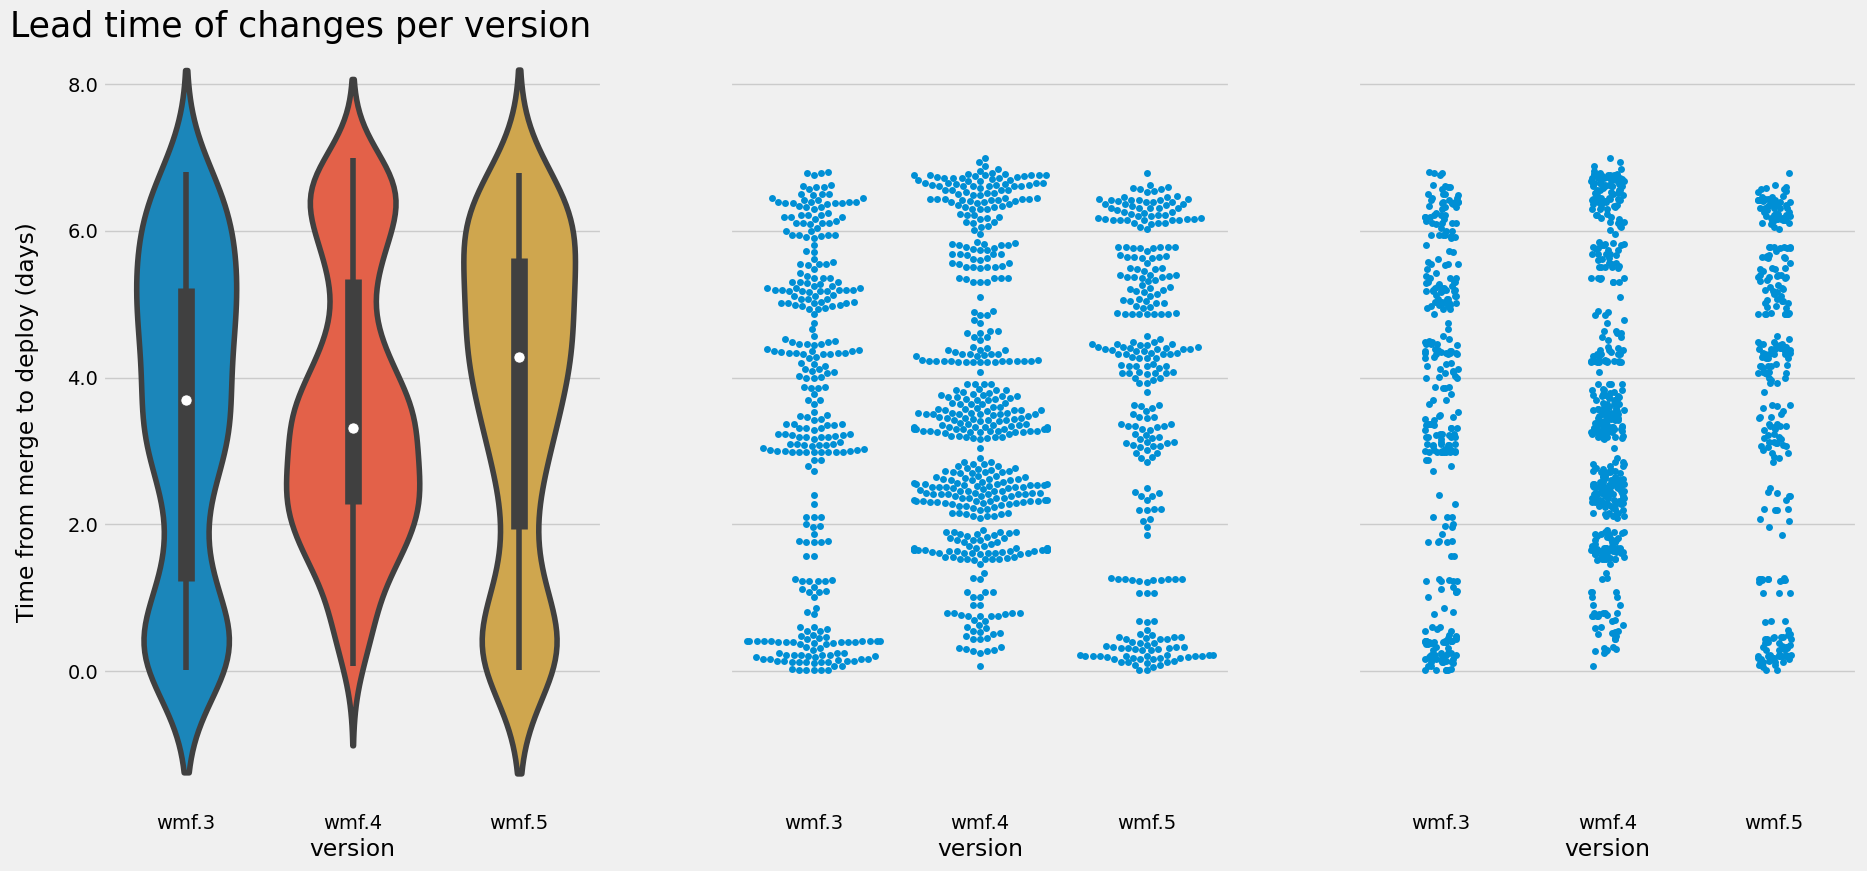 Lead time of changes per version
Time from merge to deploy (days)
8.0
6.0
4.0
2.0
0.0
wmf.3 wmf.4 wmf.5
version
wmf.3 wmf.4 wmf.5
version
wmf.3 wmf.4 wmf.5
version